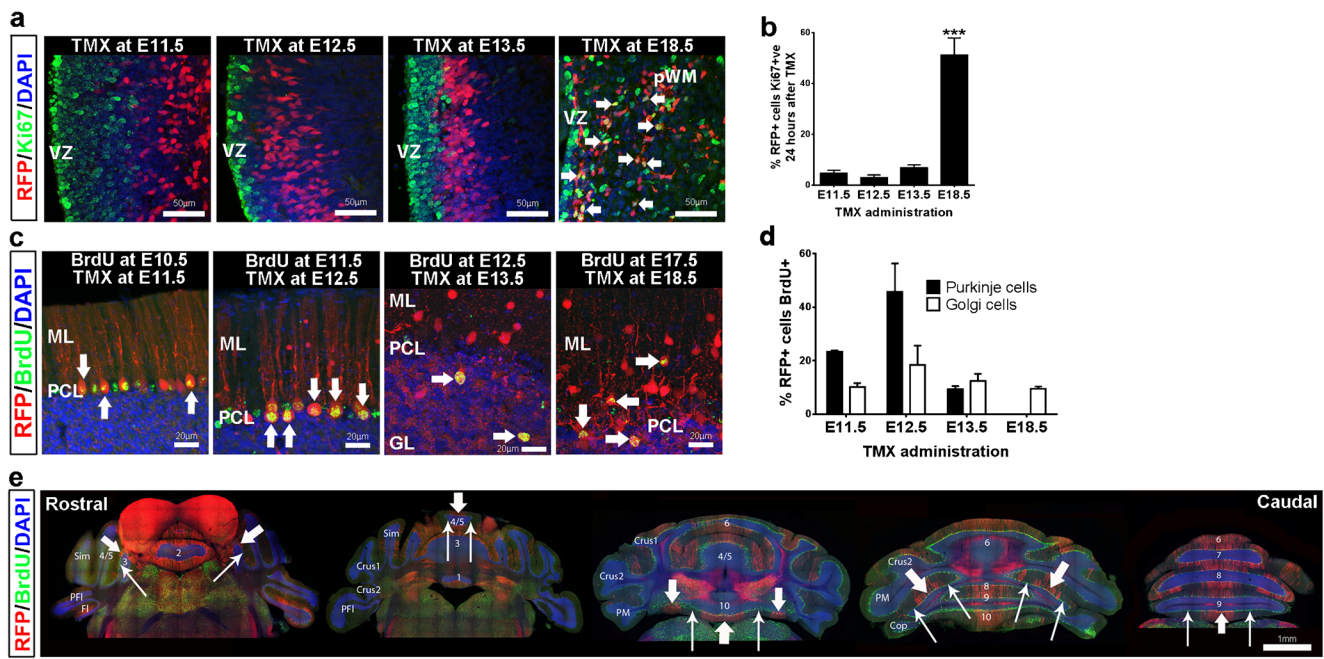 a
RFP/Ki67/DAPI
TMX at E11.5
VZ
50µm
TMX at E12.5
VZ
50µm
TMX at E13.5
VZ
50µm
TMX at E18.5
pWM
VZ
50µm
b
% RFP+ cells Ki67+ve
24 hours after TMX
60
40
20
0
***
E11.5 E12.5 E13.5 E18.5
TMX administration
c
RFP/BrdU/DAPI
BrdU at E10.5
TMX at E11.5
ML
PCL
20µm
BrdU at E11.5
TMX at E12.5
ML
PCL
20µm
BrdU at E12.5
TMX at E13.5
ML
PCL
GL
20µm
BrdU at E17.5
TMX at E18.5
ML
PCL
20µm
d
% RFP+ cells BrdU+
60
40
20
0
Purkinje cells
Golgi cells
E11.5 E12.5 E13.5 E18.5
TMX administration
e
RFP/BrdU/DAPI
Rostral
Sim
4/5
3
2
PFl
Fl
4/5
Sim
3
Crus1
1
Crus2
PFl
6
Crus1
4/5
Crus2
PM
10
6
Crus2
8
PM
9
10
Cop
Caudal
6
7
8
9
1mm